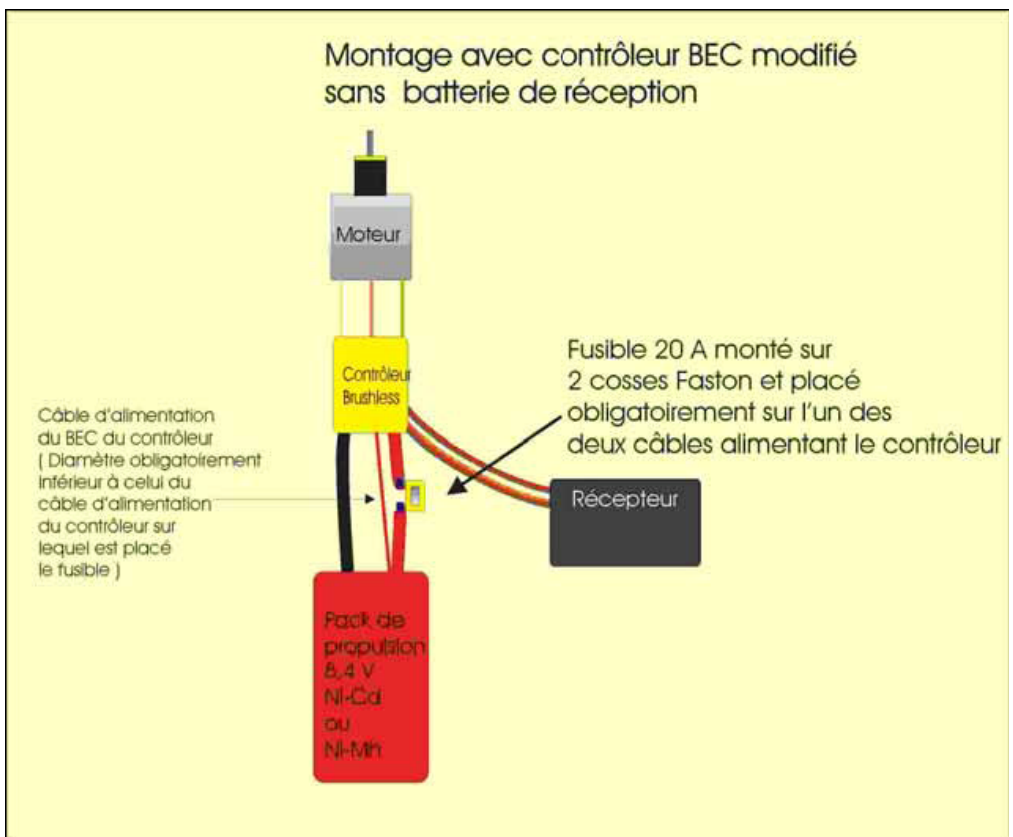 Montage avec contrôleur BEC modifié
sans batterie de réception
Moteur
Contrôleur
Brushless
Fusible 20 A monté sur
2 cosses Faston et placé
obligatoirement sur l'un des
deux câbles alimentant le contrôleur
Câble d'alimentation
du BEC du contrôleur
( Diamètre obligatoirement
inférieur à celui du
câble d'alimentation
du contrôleur sur
lequel est placé
le fusible )
Récepteur
Pack de
propulsion
8,4 V
Ni-Cd
ou
Ni-Mh